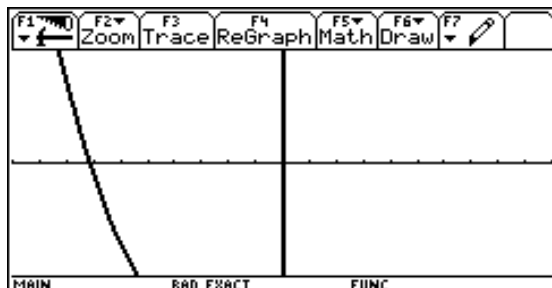 F1 F2 F3 F4 F5 F6 F7
Zoom Trace ReGraph Math Draw
MAIN RAD EXACT FUNC